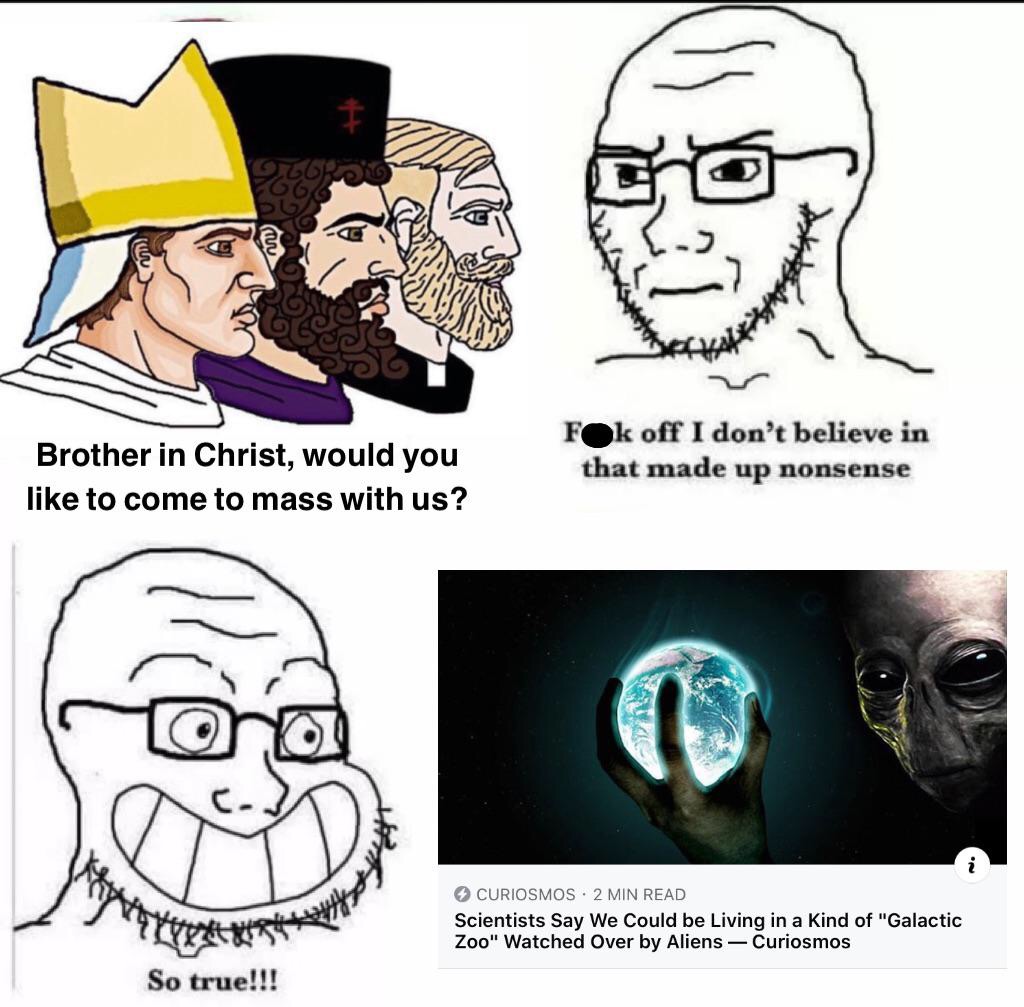 Brother in Christ, would you
like to come to mass with us?
F k off I don't believe in
that made up nonsense
So true!!!
CURIOSMOS · 2 MIN READ
Scientists Say We Could be Living in a Kind of "Galactic
Zoo" Watched Over by Aliens — Curiosmos